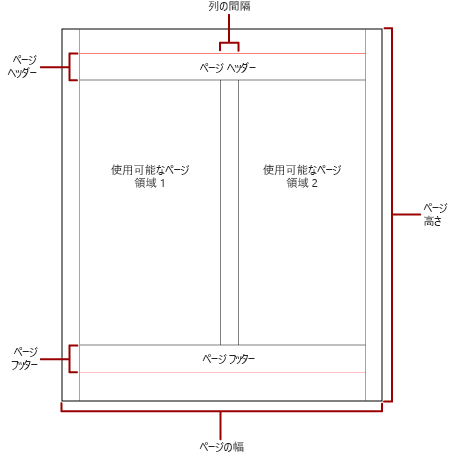 列の間隔
ページ
ヘッダー
ページ ヘッダー
使用可能なページ
領域 1
使用可能なページ
領域 2
ページ
高さ
ページ
フッター
ページ フッター
ページの幅